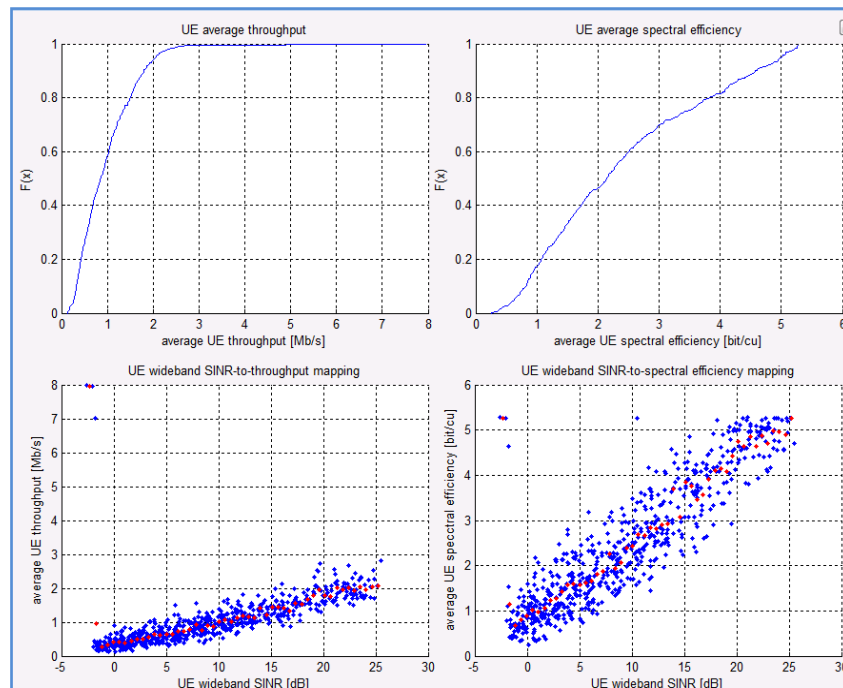 UE average throughput
F(x)
1
0.8
0.6
0.4
0.2
0
0 1 2 3 4 5 6 7 8
average UE throughput [Mb/s]
UE average spectral efficiency
F(x)
1
0.8
0.6
0.4
0.2
0
0 1 2 3 4 5 6
average UE spectral efficiency [bit/cu]
UE wideband SINR-to-throughput mapping
average UE throughput [Mb/s]
8
7
6
5
4
3
2
1
0
-5 0 5 10 15 20 25 30
UE wideband SINR [dB]
UE wideband SINR-to-spectral efficiency mapping
average UE specctral efficiency [bit/cu]
6
5
4
3
2
1
0
-5 0 5 10 15 20 25 30
UE wideband SINR [dB]